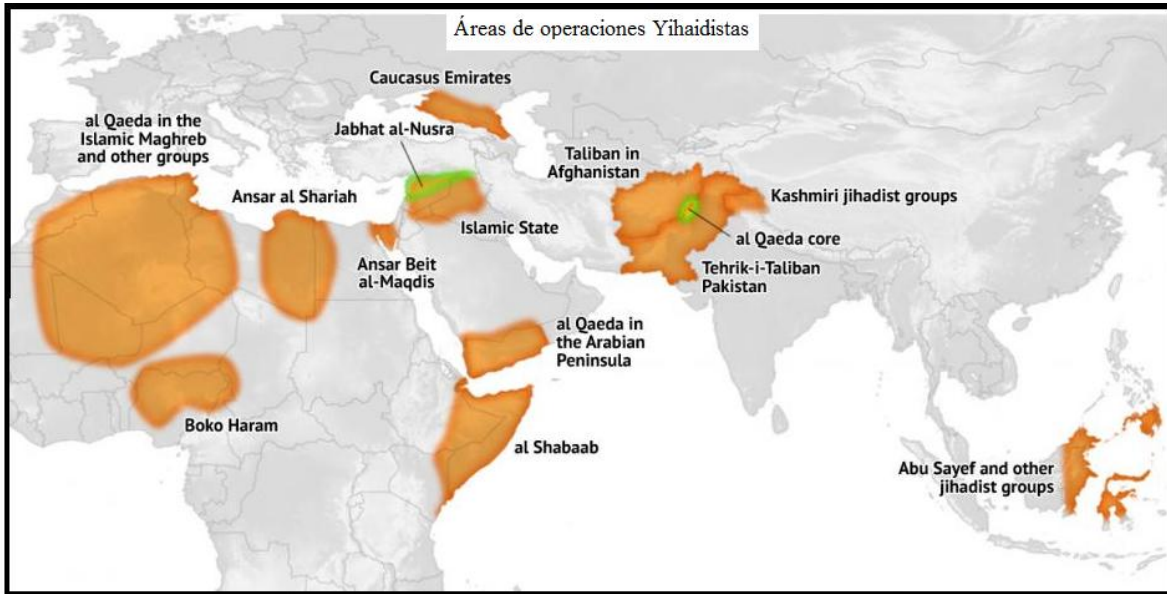 Áreas de operaciones Yihaidistas
Caucasus Emirates
al Qaeda in the
Islamic Maghreb
and other groups
Jabhat al-Nusra
Taliban in
Afghanistan
Ansar al Shariah
Kashmiri jihadist groups
Islamic State
al Qaeda core
Ansar Beit
al-Maqdis
Tehrik-i-Taliban
Pakistan
al Qaeda in
the Arabian
Peninsula
Boko Haram
al Shabaab
Abu Sayef and other
jihadist groups